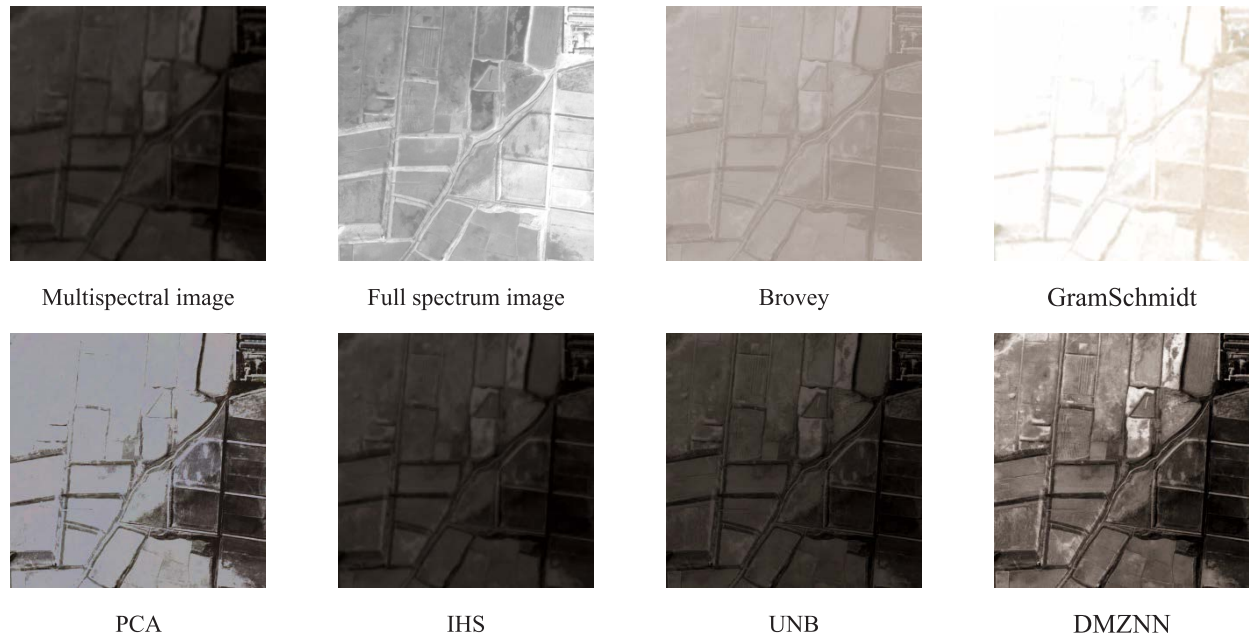 Multispectral image
Full spectrum image
Brovey
GramSchmidt
PCA
IHS
UNB
DMZNN